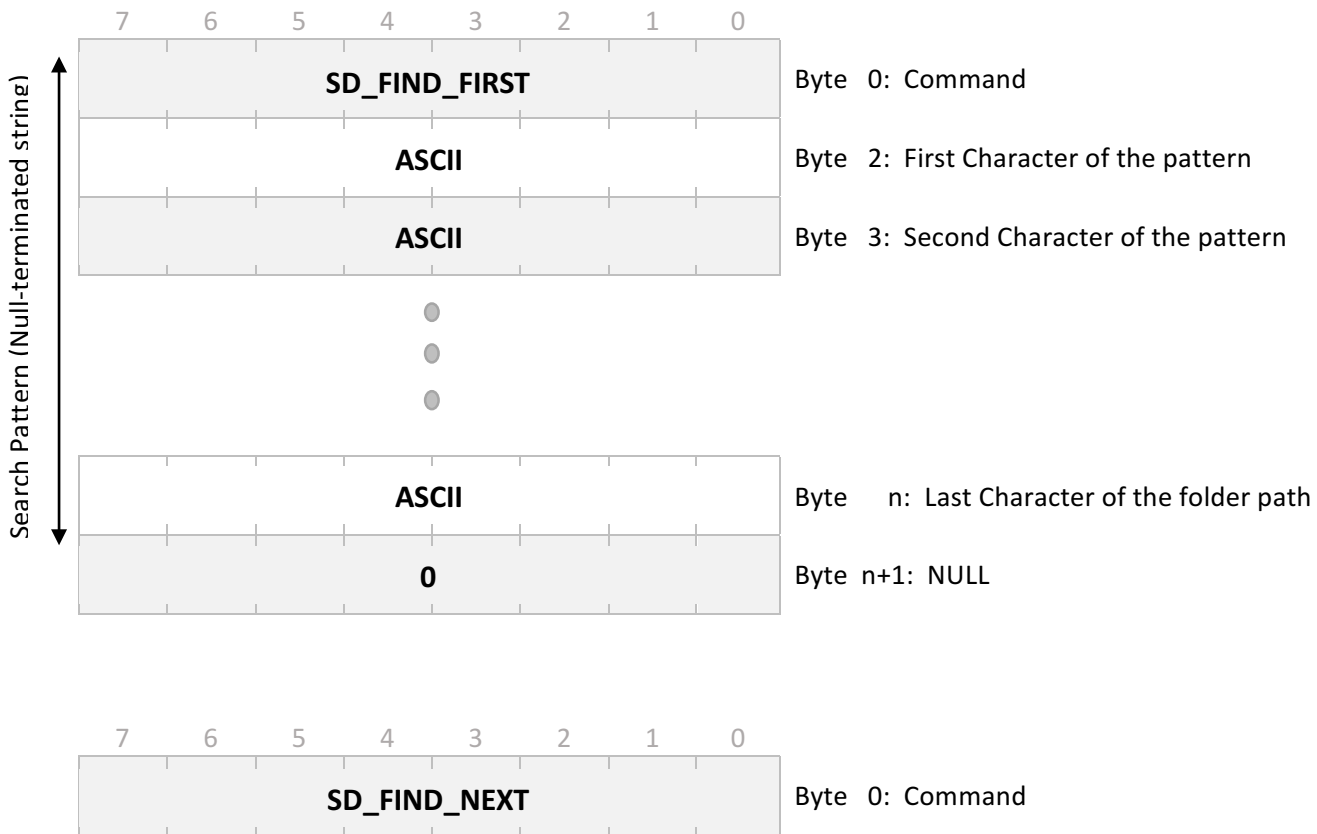 7 6 5 4 3 2 1 0
SD_FIND_FIRST Byte 0: Command
ASCII Byte 2: First Character of the pattern
ASCII Byte 3: Second Character of the pattern
Search Pattern (Null-terminated string)
ASCII Byte n: Last Character of the folder path
0 Byte n+1: NULL
7 6 5 4 3 2 1 0
SD_FIND_NEXT Byte 0: Command